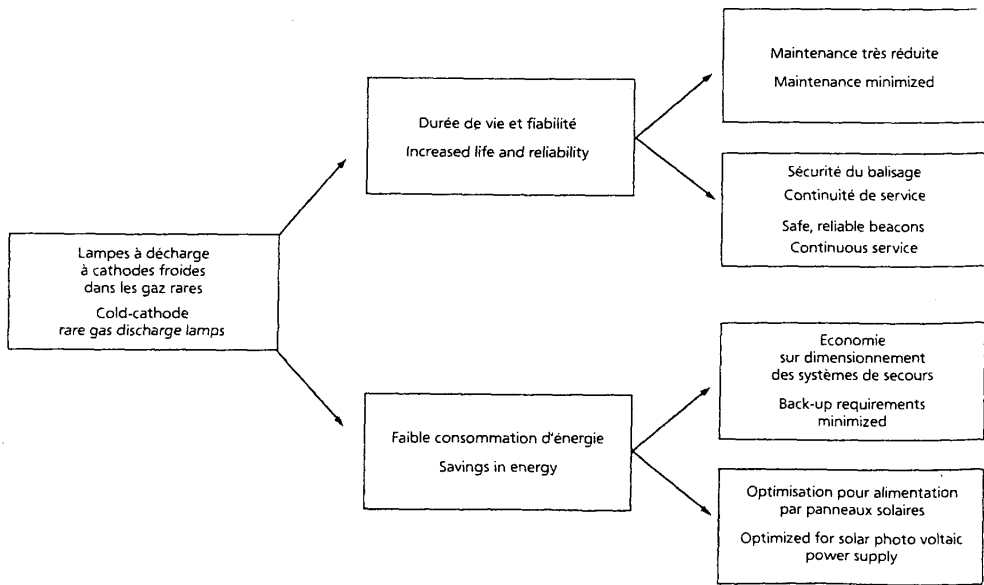 Lampes à décharge
à cathodes froides
dans les gaz rares
Cold-cathode
rare gas discharge lamps
Durée de vie et fiabilité
Increased life and reliability
Maintenance très réduite
Maintenance minimized
Sécurité du balisage
Continuité de service
Safe, reliable beacons
Continuous service
Faible consommation d'énergie
Savings in energy
Economie
sur dimensionnement
des systèmes de secours
Back-up requirements
minimized
Optimisation pour alimentation
par panneaux solaires
Optimized for solar photo voltaic
power supply